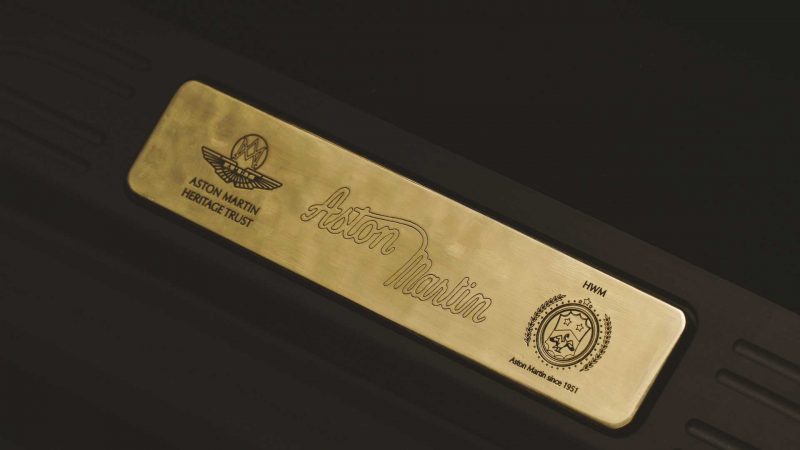 ASTON MARTIN
HERITAGE TRUST
Aston
Martin
HWM
Aston Martin since 1951